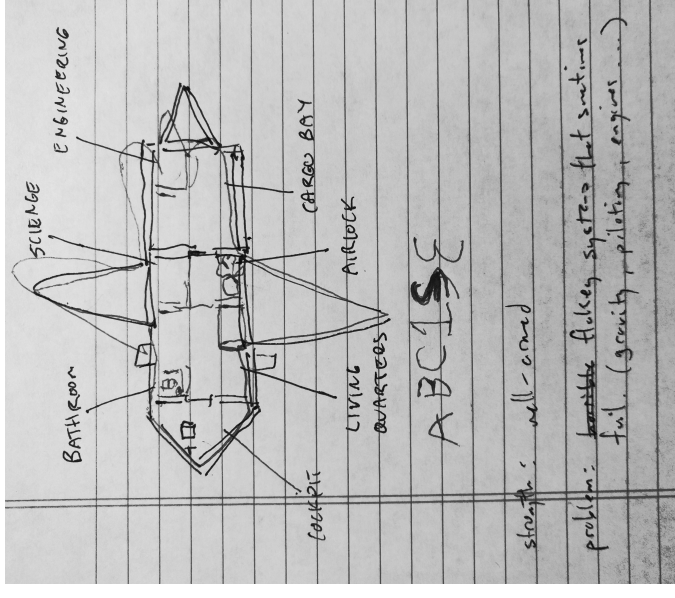 ENGINEERING
SCIENCE
BATHROOM
CARGO BAY
AIRLOCK
LIVING
QUARTERS
COCKPIT
strength: well-armed
problem: flakey systems that sometimes
fail. (gravity, piloting, engines...)